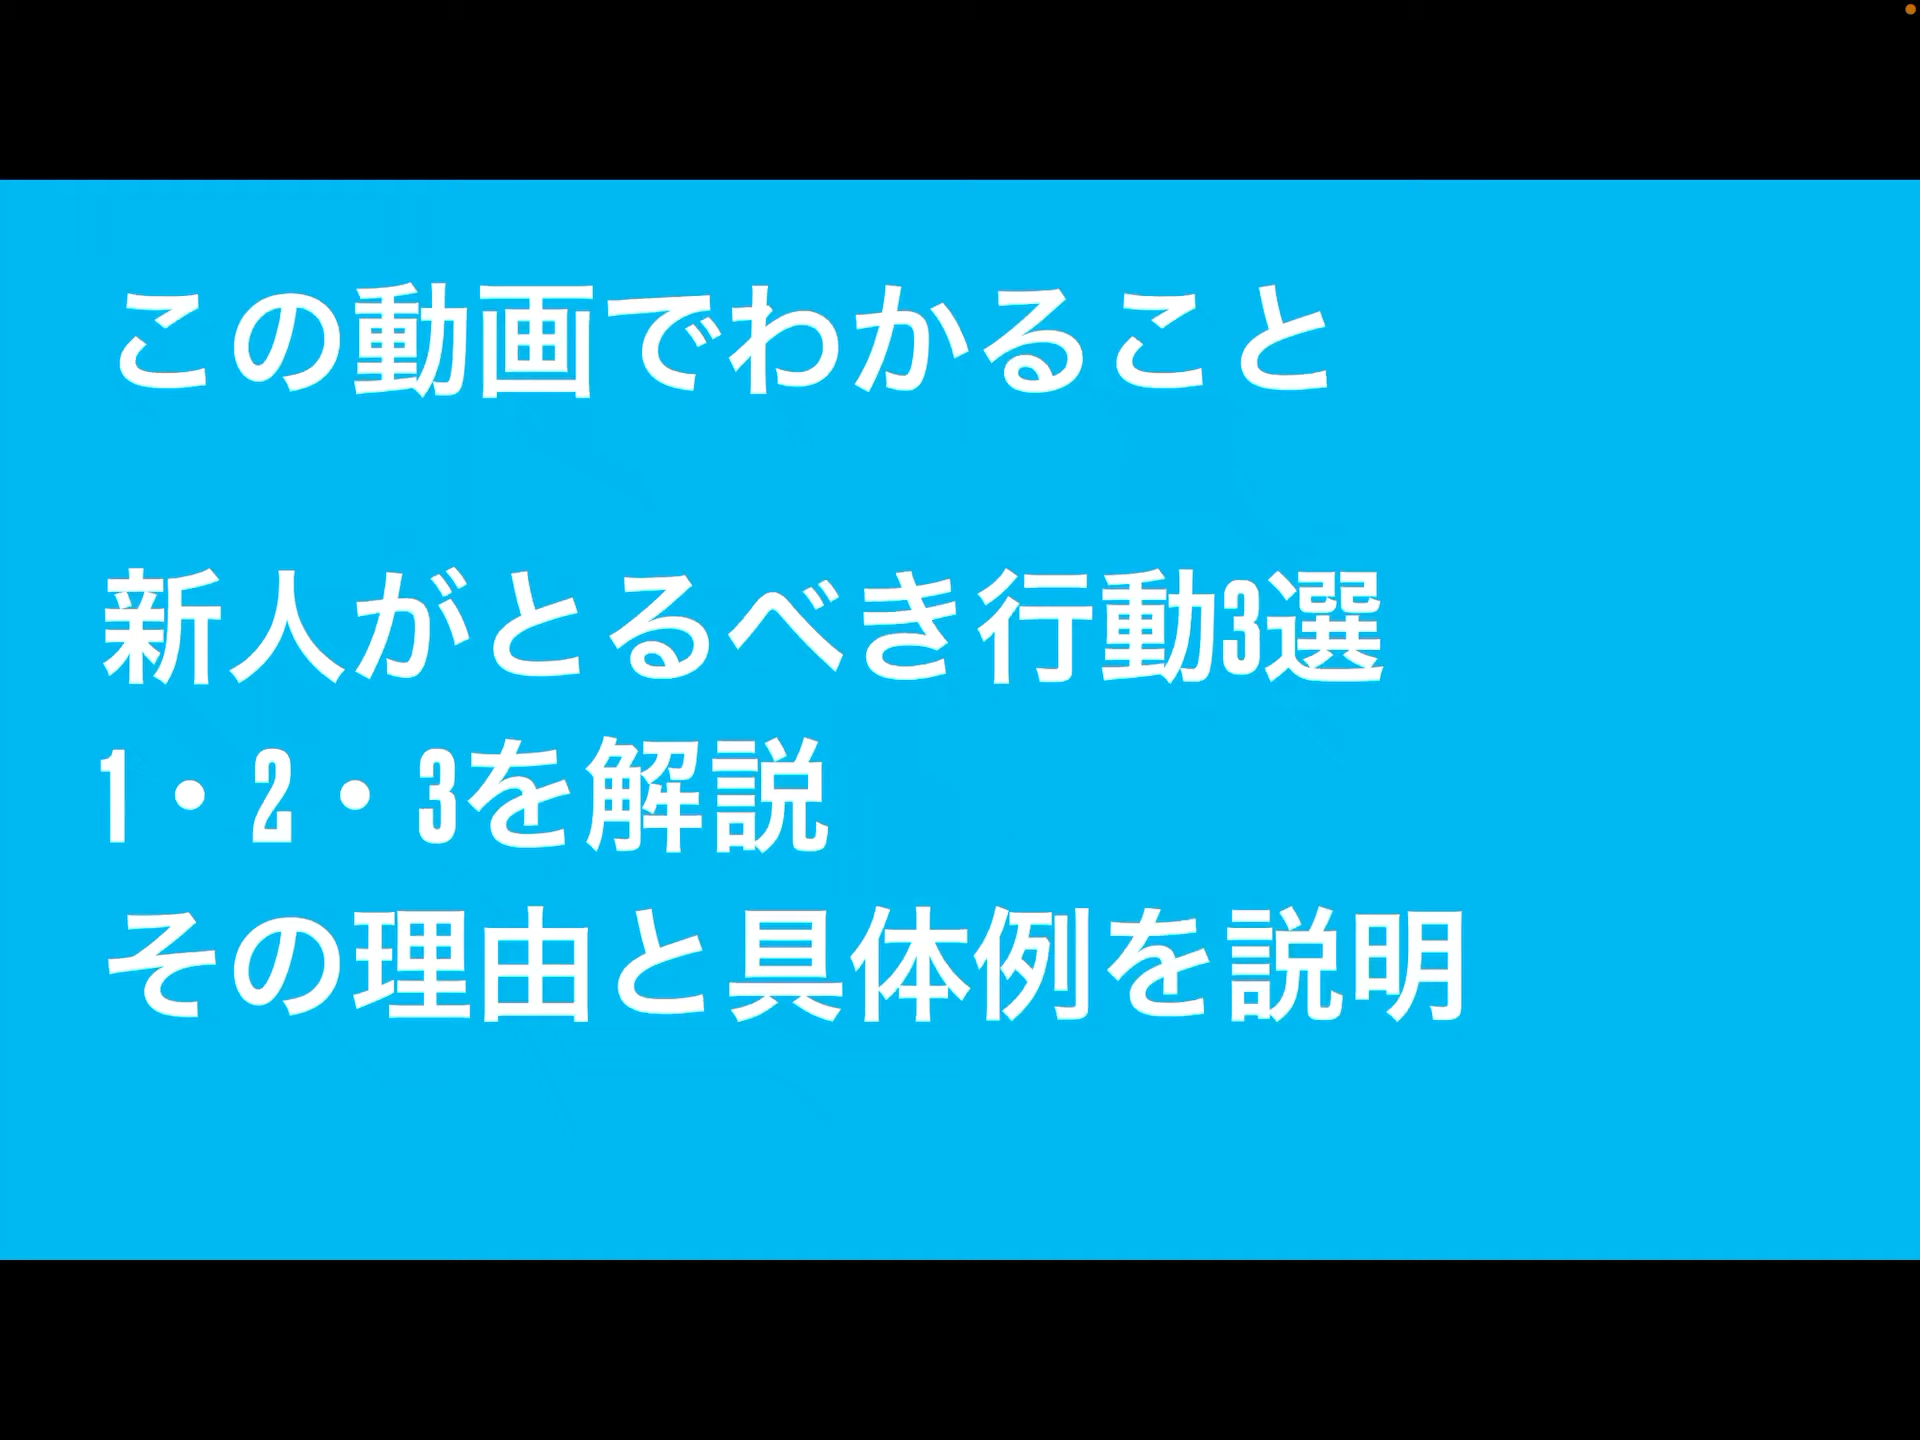 この動画でわかること
新人がとるべき行動3選
1・2・3を解説
その理由と具体例を説明